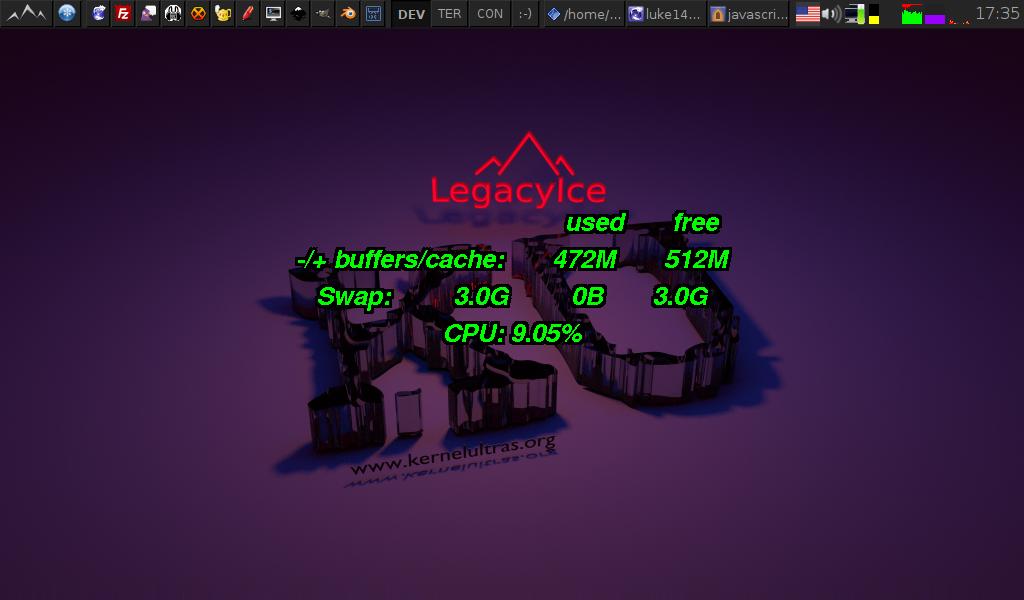 DEV TER CON :-) /home/... luke14... javascri... 17:35
LegacyIce
used free
-/+ buffers/cache: 472M 512M
Swap: 3.0G 0B 3.0G
CPU: 9.05%
www.kernelultras.org